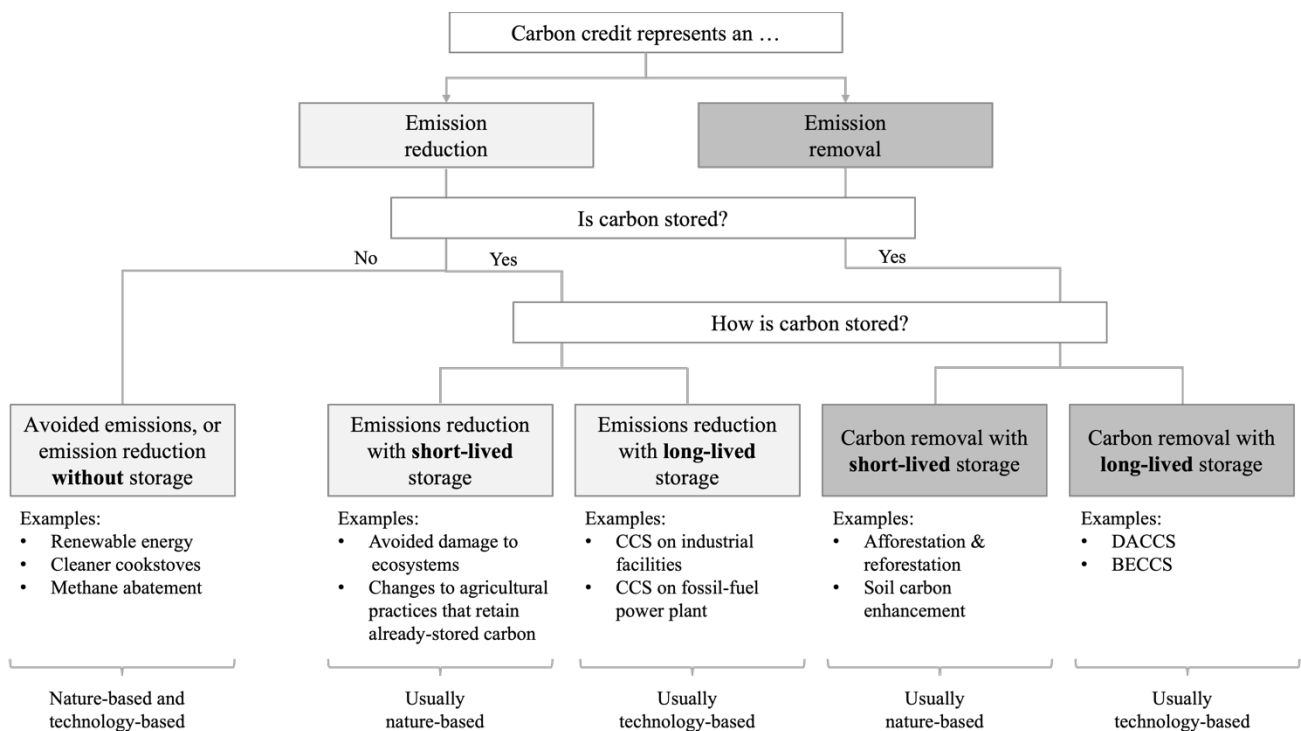 Carbon credit represents an …
Emission
reduction
Emission
removal
Is carbon stored?
No
Yes
Yes
How is carbon stored?
Avoided emissions, or
emission reduction
without storage
Emissions reduction
with short-lived
storage
Emissions reduction
with long-lived
storage
Carbon removal with
short-lived storage
Carbon removal with
long-lived storage
Examples:
• Renewable energy
• Cleaner cookstoves
• Methane abatement
Examples:
• Avoided damage to
ecosystems
• Changes to agricultural
practices that retain
already-stored carbon
Examples:
• CCS on industrial
facilities
• CCS on fossil-fuel
power plant
Examples:
• Afforestation &
reforestation
• Soil carbon
enhancement
Examples:
• DACCS
• BECCS
Nature-based and
technology-based
Usually
nature-based
Usually
technology-based
Usually
nature-based
Usually
technology-based